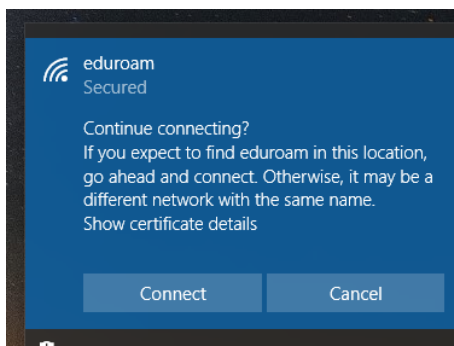 eduroam
Secured
Continue connecting?
If you expect to find eduroam in this location,
go ahead and connect. Otherwise, it may be a
different network with the same name.
Show certificate details
Connect
Cancel